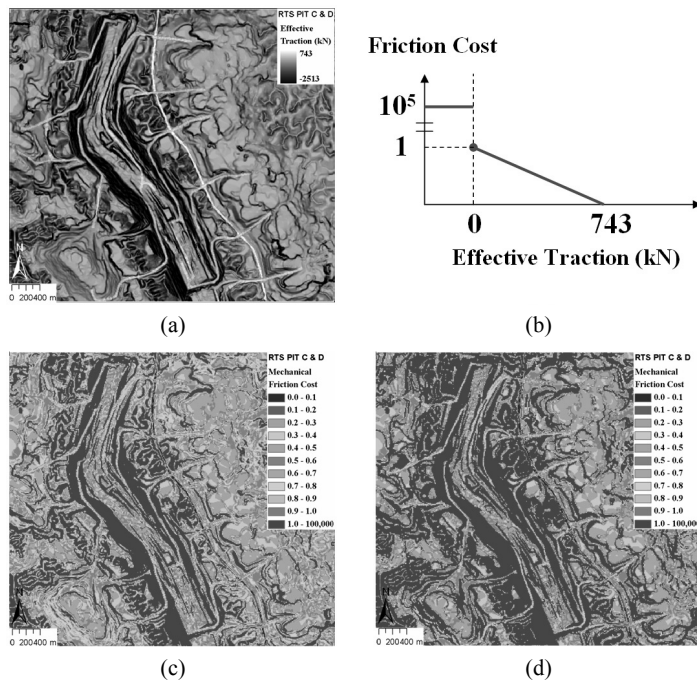 RTS PIT C & D
Effective
Traction (kN)
743
-2513
N
0 200400 m
(a)
Friction Cost
10⁵
1
0
743
Effective Traction (kN)
(b)
RTS PIT C & D
Mechanical
Friction Cost
0.0 - 0.1
0.1 - 0.2
0.2 - 0.3
0.3 - 0.4
0.4 - 0.5
0.5 - 0.6
0.6 - 0.7
0.7 - 0.8
0.8 - 0.9
0.9 - 1.0
1.0 - 100,000
N
0 200400 m
(c)
RTS PIT C & D
Mechanical
Friction Cost
0.0 - 0.1
0.1 - 0.2
0.2 - 0.3
0.3 - 0.4
0.4 - 0.5
0.5 - 0.6
0.6 - 0.7
0.7 - 0.8
0.8 - 0.9
0.9 - 1.0
1.0 - 100,000
N
0 200400 m
(d)